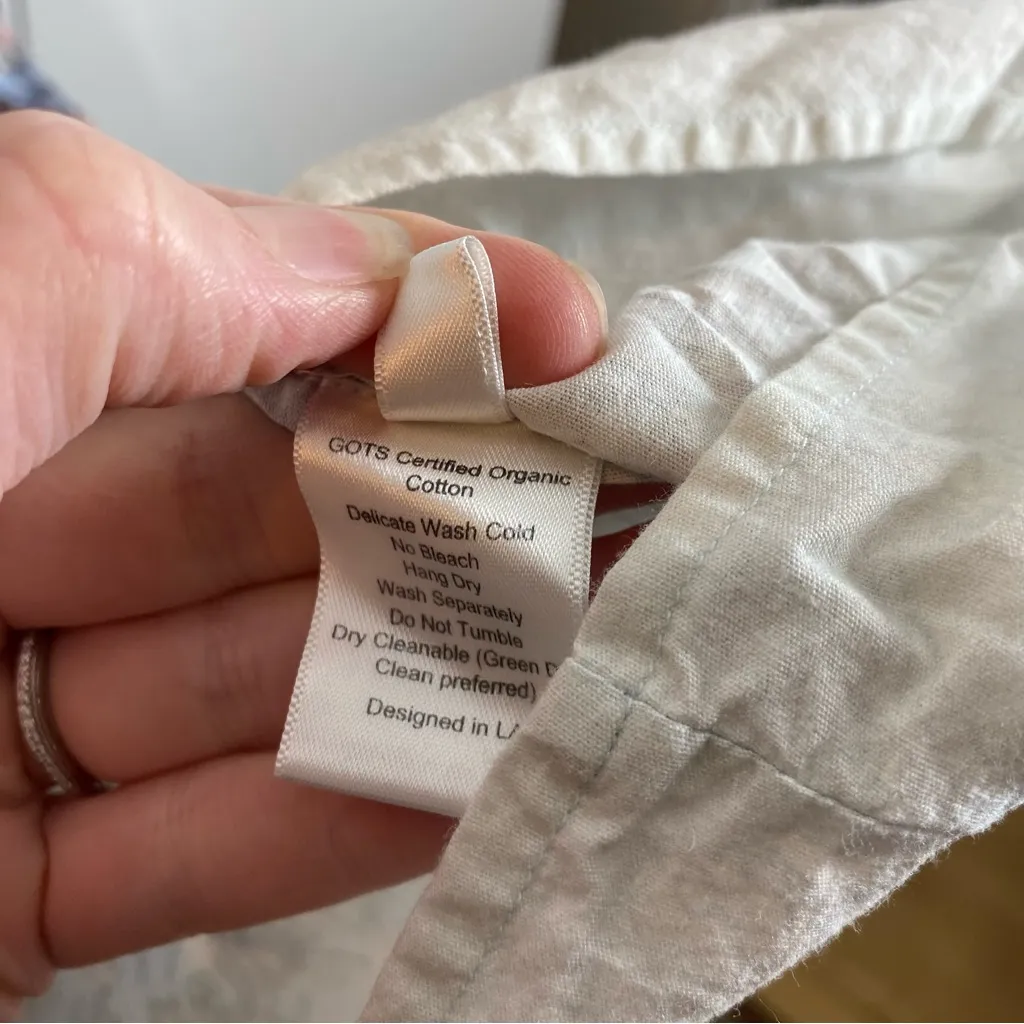 GOTS Certified Organic
Cotton
Delicate Wash Cold
No Bleach
Hang Dry
Wash Separately
Do Not Tumble
Dry Cleanable (Green
Clean preferred)
Designed in LA